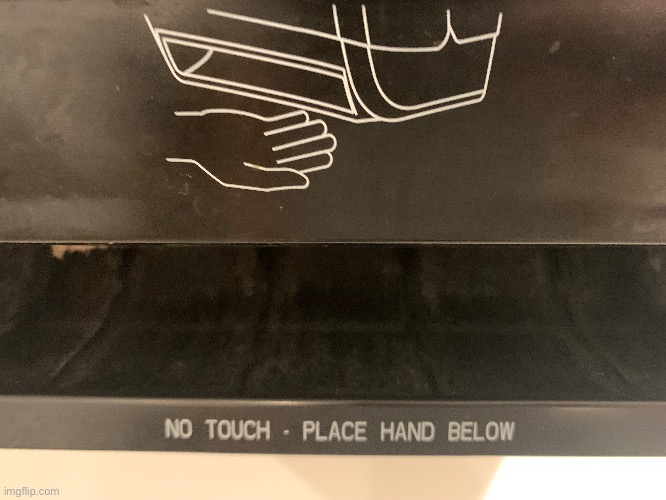 NO TOUCH - PLACE HAND BELOW
imgflip.com